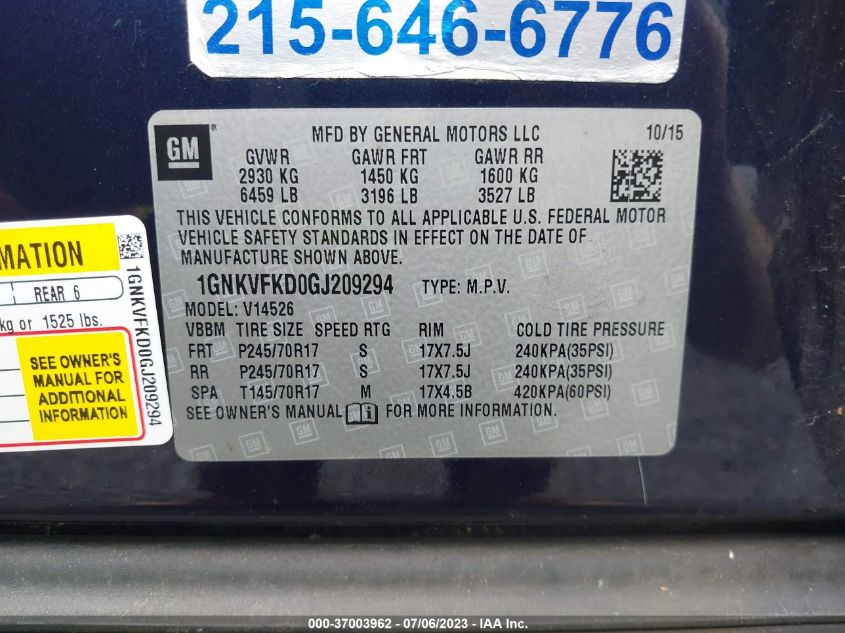 215-646-6776
GM ®
MFD BY GENERAL MOTORS LLC 10/15
GVWR GAWR FRT GAWR RR
2930 KG 1450 KG 1600 KG
6459 LB 3196 LB 3527 LB
THIS VEHICLE CONFORMS TO ALL APPLICABLE U.S. FEDERAL MOTOR
VEHICLE SAFETY STANDARDS IN EFFECT ON THE DATE OF
MANUFACTURE SHOWN ABOVE.
1GNKVFKD0GJ209294 TYPE: M.P.V.
MODEL: V14526
VBBM TIRE SIZE SPEED RTG RIM COLD TIRE PRESSURE
FRT P245/70R17 S 17X7.5J 240KPA(35PSI)
RR P245/70R17 S 17X7.5J 240KPA(35PSI)
SPA T145/70R17 M 17X4.5B 420KPA(60PSI)
SEE OWNER'S MANUAL FOR MORE INFORMATION.
MATION
REAR 6
kg or 1525 lbs.
SEE OWNER'S
MANUAL FOR
ADDITIONAL
INFORMATION
1GNKVFKD0GJ209294
000-37003962 / 07/06/2023 - IAA Inc.